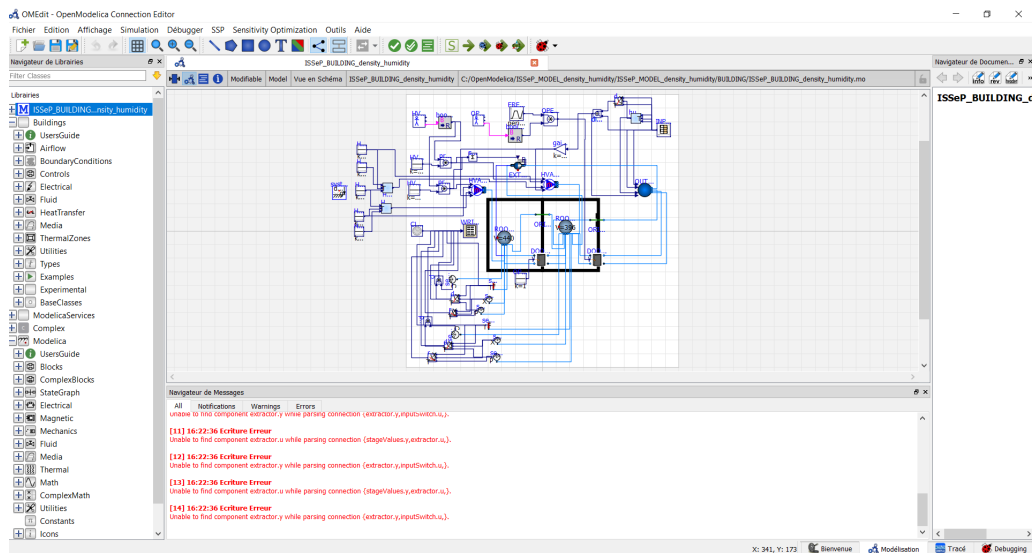 OMEdit - OpenModelica Connection Editor
Fichier Edition Affichage Simulation Débugger SSP Sensitivity Optimization Outils Aide
Navigateur de Librairies
ISSeP_BUILDING_density_humidity
Navigateur de Documen...
Filter Classes
Modifiable Model Vue en Schéma ISSeP_BUILDING_density_humidity C:/OpenModelica/ISSeP_MODEL_density_humidity/ISSeP_MODEL_density_humidity/BUILDING/ISSeP_BUILDING_density_humidity.mo
Libraries
ISSeP_BUILDING...nsity_humidity
Buildings
UsersGuide
Airflow
BoundaryConditions
Controls
Electrical
Fluid
HeatTransfer
Media
ThermalZones
Utilities
Types
Examples
Experimental
BaseClasses
ModelicaServices
Complex
Modelica
UsersGuide
Blocks
ComplexBlocks
StateGraph
Electrical
Magnetic
Mechanics
Fluid
Media
Thermal
Math
ComplexMath
Utilities
Constants
Icons
ISSeP_BUILDING_d
V=440
V=396
k=1
Navigateur de Messages
All Notifications Warnings Errors
Unable to find component extractor.y while parsing connection {extractor.y,inputSwitch.u,}.
[11] 16:22:36 Ecriture Erreur
Unable to find component extractor.u while parsing connection {stageValues.y,extractor.u,}.
[12] 16:22:36 Ecriture Erreur
Unable to find component extractor.y while parsing connection {extractor.y,inputSwitch.u,}.
[13] 16:22:36 Ecriture Erreur
Unable to find component extractor.u while parsing connection {stageValues.y,extractor.u,}.
[14] 16:22:36 Ecriture Erreur
Unable to find component extractor.y while parsing connection {extractor.y,inputSwitch.u,}.
X: 341, Y: 173 Bienvenue Modélisation Tracé Debugging